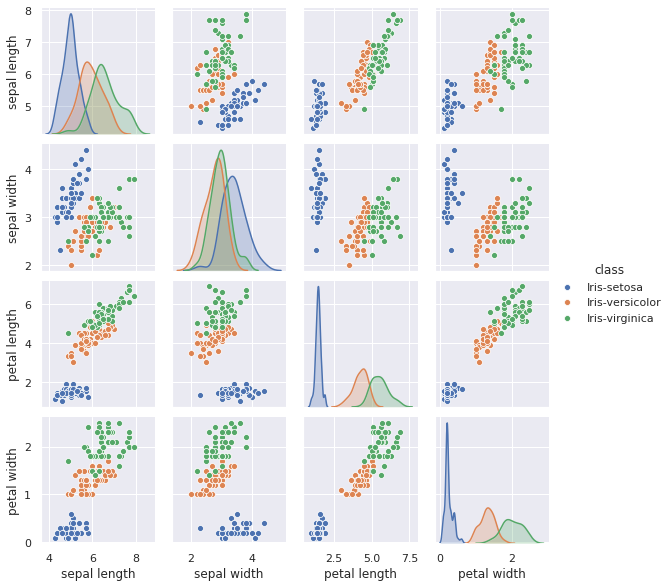 8
7
6
5
sepal length
4
3
2
sepal width
6
4
2
petal length
class
Iris-setosa
Iris-versicolor
Iris-virginica
2
1
0
petal width
4 6 8
2 4
2.5 5.0 7.5
0 2
sepal length
sepal width
petal length
petal width